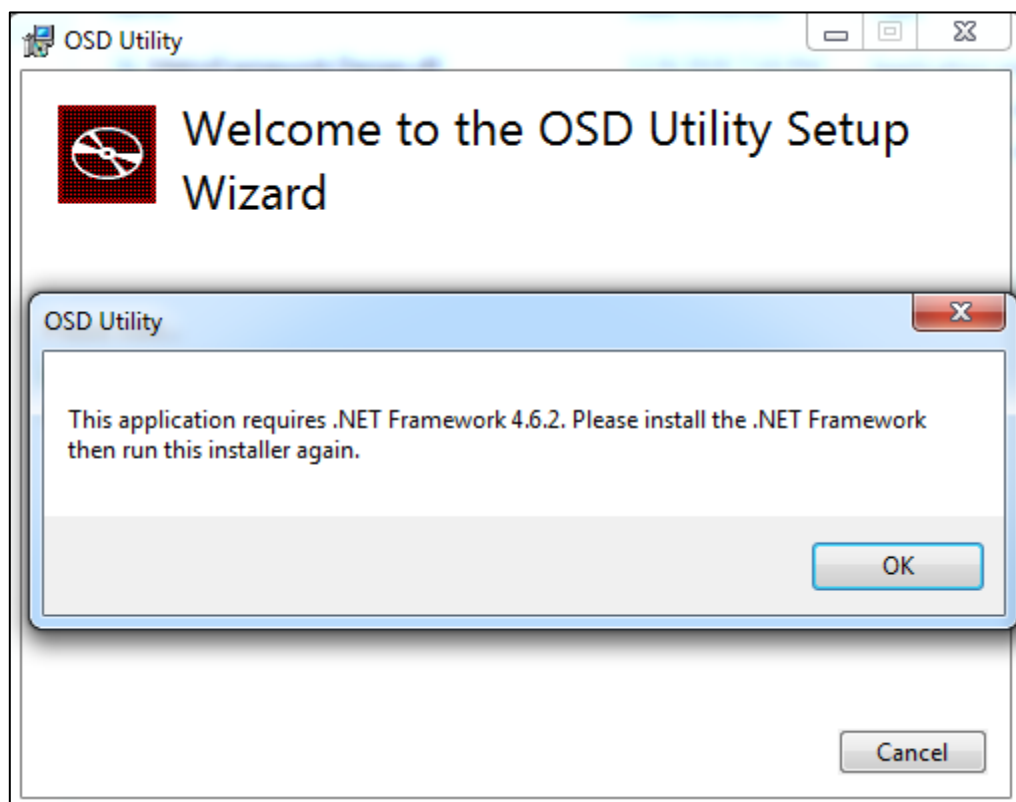 OSD Utility
Welcome to the OSD Utility Setup
Wizard
OSD Utility
This application requires .NET Framework 4.6.2. Please install the .NET Framework
then run this installer again.
OK
Cancel